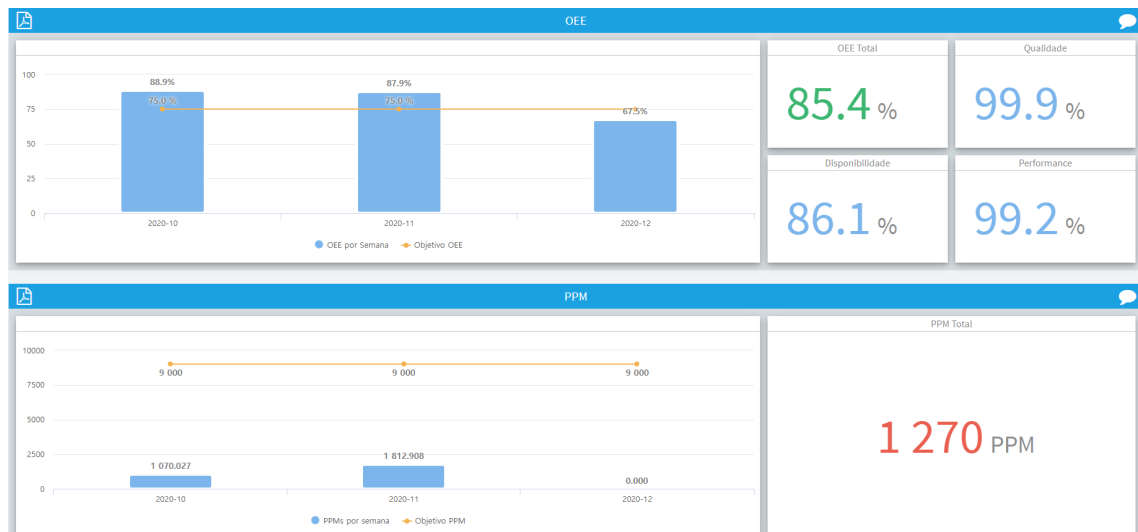 OEE
OEE Total
Qualidade
85.4 %
99.9 %
Disponibilidade
Performance
86.1 %
99.2 %
100
75
50
25
0
88.9%
87.9%
67.5%
75.0 %
75.0 %
2020-10
2020-11
2020-12
OEE por Semana
Objetivo OEE
PPM
PPM Total
1 270 PPM
10000
7500
5000
2500
0
9 000
9 000
9 000
1 070.027
1 812.908
0.000
2020-10
2020-11
2020-12
PPMs por semana
Objetivo PPM